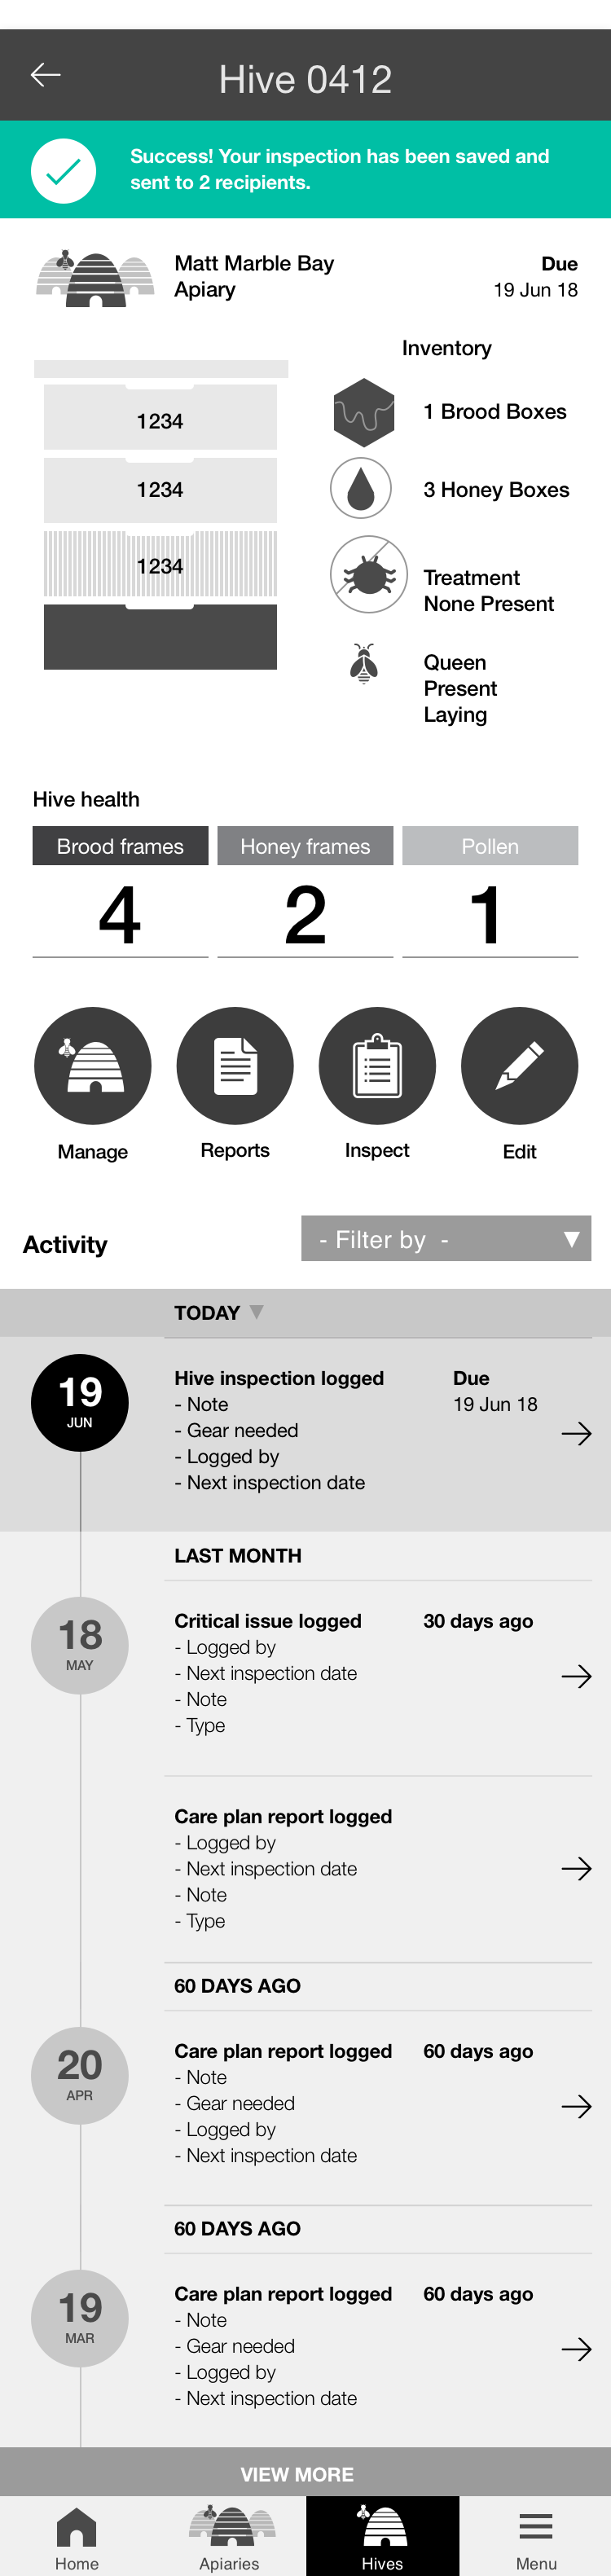 Hive 0412
Success! Your inspection has been saved and
sent to 2 recipients.
Matt Marble Bay
Apiary
Due
19 Jun 18
Inventory
1234
1234
1234
1 Brood Boxes
3 Honey Boxes
Treatment
None Present
Queen
Present
Laying
Hive health
Brood frames
Honey frames
Pollen
4
2
1
Manage
Reports
Inspect
Edit
Activity
- Filter by -
TODAY
19
JUN
Hive inspection logged
- Note
- Gear needed
- Logged by
- Next inspection date
Due
19 Jun 18
LAST MONTH
18
MAY
Critical issue logged
30 days ago
- Logged by
- Next inspection date
- Note
- Type
Care plan report logged
- Logged by
- Next inspection date
- Note
- Type
60 DAYS AGO
20
APR
Care plan report logged
60 days ago
- Note
- Gear needed
- Logged by
- Next inspection date
60 DAYS AGO
19
MAR
Care plan report logged
60 days ago
- Note
- Gear needed
- Logged by
- Next inspection date
VIEW MORE
Home
Apiaries
Hives
Menu